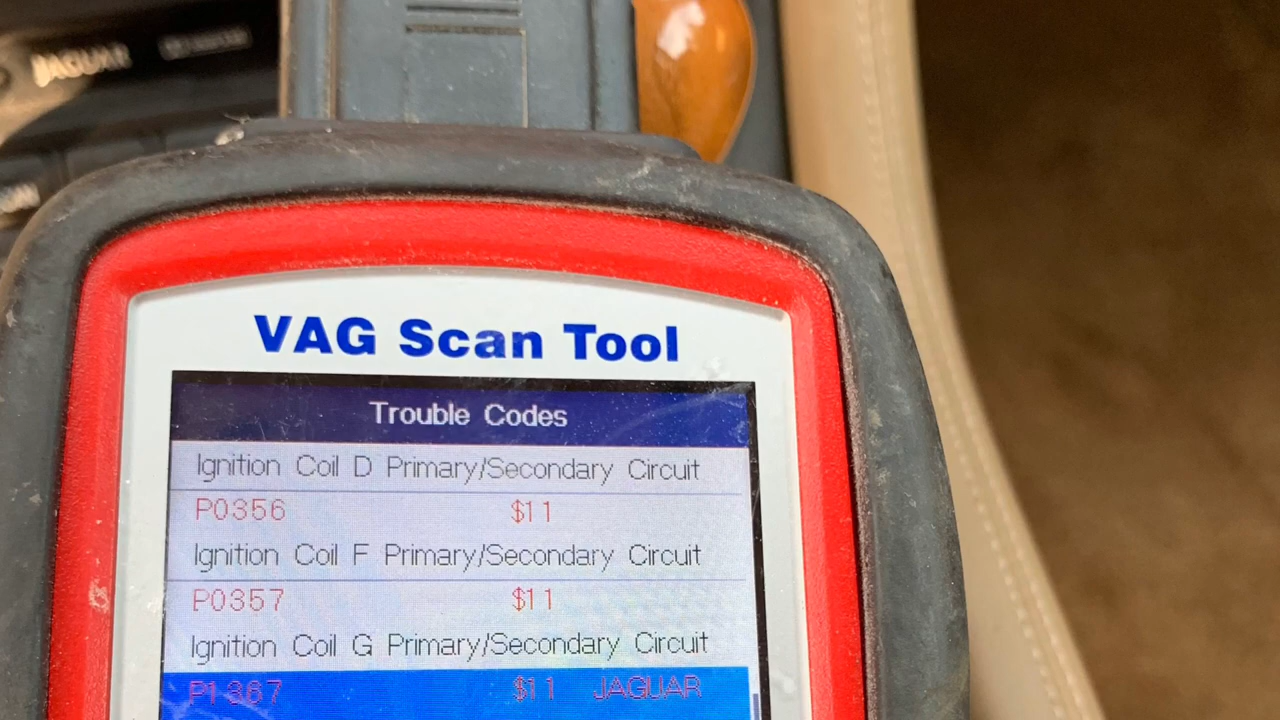 JAGUAR
VAG Scan Tool
Trouble Codes
Ignition Coil D Primary/Secondary Circuit
P0356 $11
Ignition Coil F Primary/Secondary Circuit
P0357 $11
Ignition Coil G Primary/Secondary Circuit
P1367 $11 JAGUAR